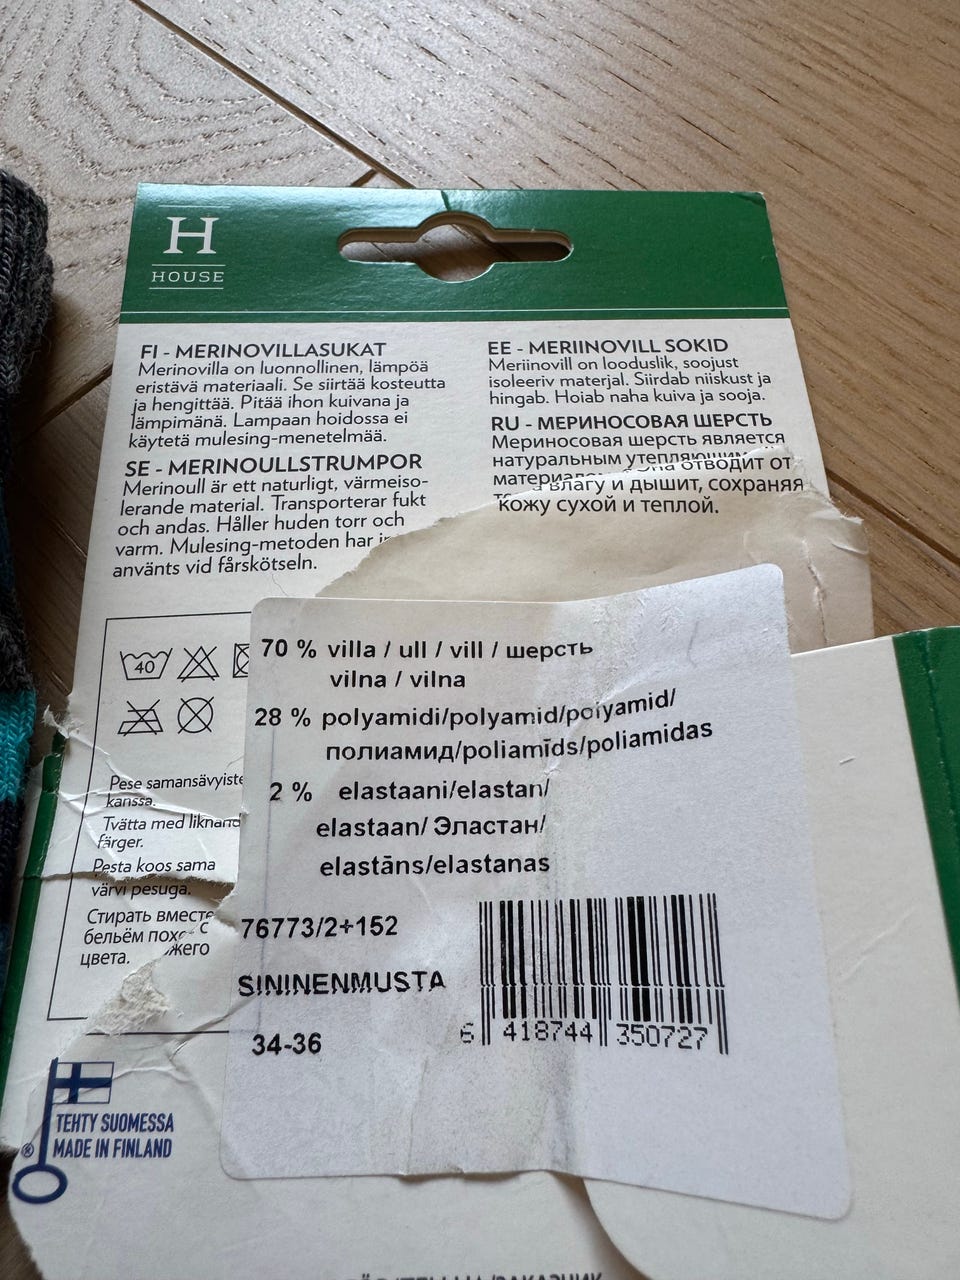 H
HOUSE
FI - MERINOVILLASUKAT
Merinovilla on luonnollinen, lämpöä
eristävä materiaali. Se siirtää kosteutta
ja hengittää. Pitää ihon kuivana ja
lämpimänä. Lampaan hoidossa ei
käytetä mulesing-menetelmää.
SE - MERINOULLSTRUMPOR
Merinoull är ett naturligt, värmeiso-
lerande material. Transporterar fukt
och andas. Håller huden torr och
varm. Mulesing-metoden har
använts vid fårskötseln.
EE - MERIINOVILL SOKID
Meriinovill on looduslik, soojust
isoleeriv materjal. Siirdab niiskust ja
hingab. Hoiab naha kuiva ja sooja.
RU - МЕРИНОСОВАЯ ШЕРСТЬ
Мериносовая шерсть является
натуральным утепляющим
отводит от
влагу и дышит, сохраняя
кожу сухой и теплой.
40
Pese samansävyiste
kanssa.
Tvätta med liknand
färger.
Pesta koos sama
värvi pesuga.
Стирать вместе
бельём с
цвета.
70 % villa / ull / vill / шерсть
vilna / vilna
28 % polyamidi/polyamid/polyamid/
полиамид/poliamīds/poliamidas
2 % elastaani/elastan/
elastaan/ Эластан/
elastāns/elastanas
76773/2+152
SININENMUSTA
34-36
6 418744 350727
TEHTY SUOMESSA
® MADE IN FINLAND